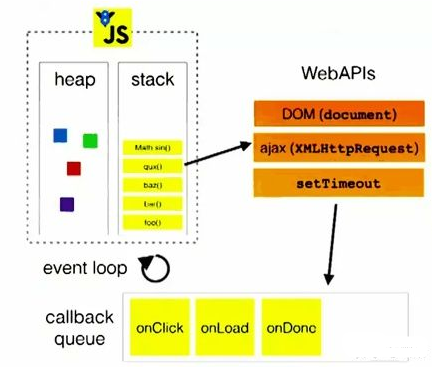 JS
heap
stack
WebAPIs
Math sin()
qux()
baz()
bar()
foo()
DOM (document)
ajax (XMLHttpRequest)
setTimeout
event loop
callback
queue
onClick
onLoad
onDone